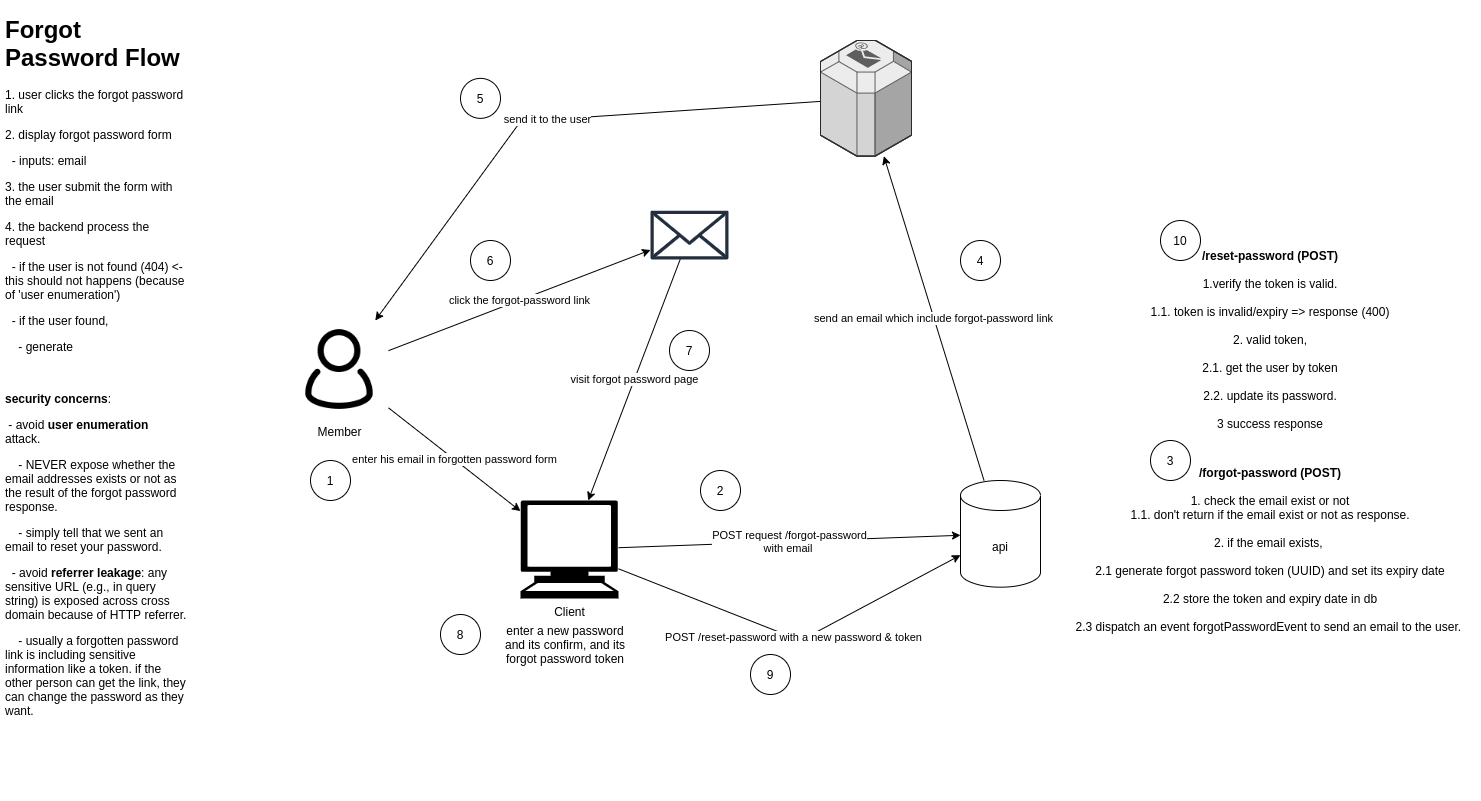 Forgot
Password Flow
1. user clicks the forgot password
link
2. display forgot password form
- inputs: email
3. the user submit the form with
the email
4. the backend process the
request
- if the user is not found (404) <-
this should not happens (because
of 'user enumeration')
- if the user found,
- generate
security concerns:
- avoid user enumeration
attack.
- NEVER expose whether the
email addresses exists or not as
the result of the forgot password
response.
- simply tell that we sent an
email to reset your password.
- avoid referrer leakage: any
sensitive URL (e.g., in query
string) is exposed across cross
domain because of HTTP referrer.
- usually a forgotten password
link is including sensitive
information like a token. if the
other person can get the link, they
can change the password as they
want.
5
send it to the user
6
click the forgot-password link
7
visit forgot password page
4
send an email which include forgot-password link
Member
1
enter his email in forgotten password form
2
POST request /forgot-password
with email
api
Client
8
enter a new password
and its confirm, and its
forgot password token
POST /reset-password with a new password & token
9
10
/reset-password (POST)
1.verify the token is valid.
1.1. token is invalid/expiry => response (400)
2. valid token,
2.1. get the user by token
2.2. update its password.
3 success response
3
/forgot-password (POST)
1. check the email exist or not
1.1. don't return if the email exist or not as response.
2. if the email exists,
2.1 generate forgot password token (UUID) and set its expiry date
2.2 store the token and expiry date in db
2.3 dispatch an event forgotPasswordEvent to send an email to the user.